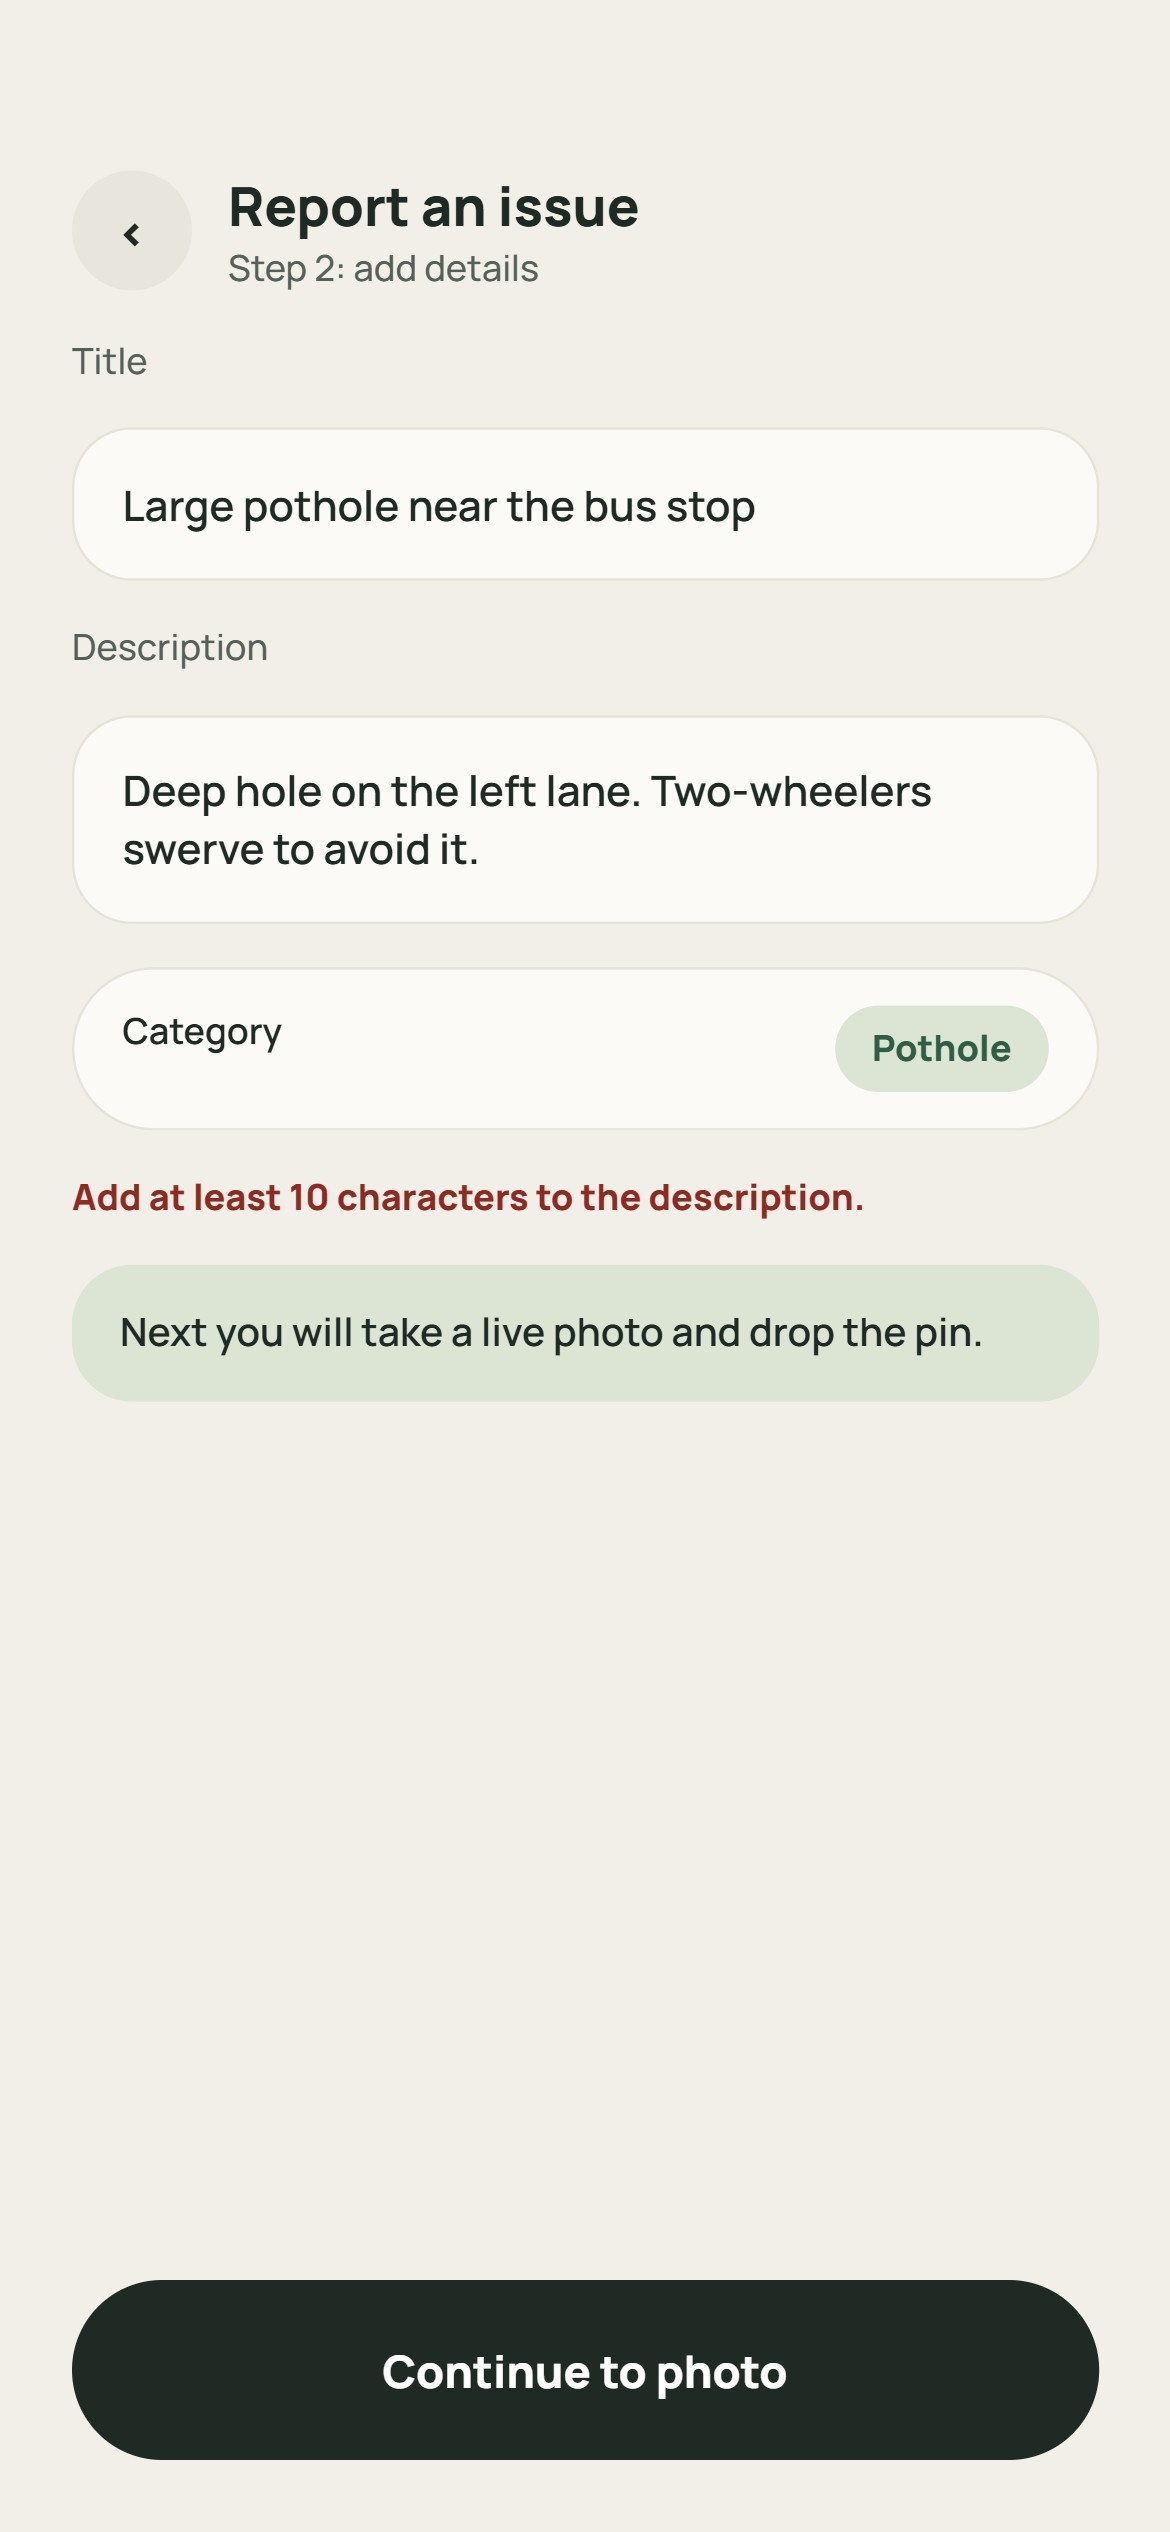 Report an issue
Step 2: add details
Title
Large pothole near the bus stop
Description
Deep hole on the left lane. Two-wheelers
swerve to avoid it.
Category
Pothole
Add at least 10 characters to the description.
Next you will take a live photo and drop the pin.
Continue to photo